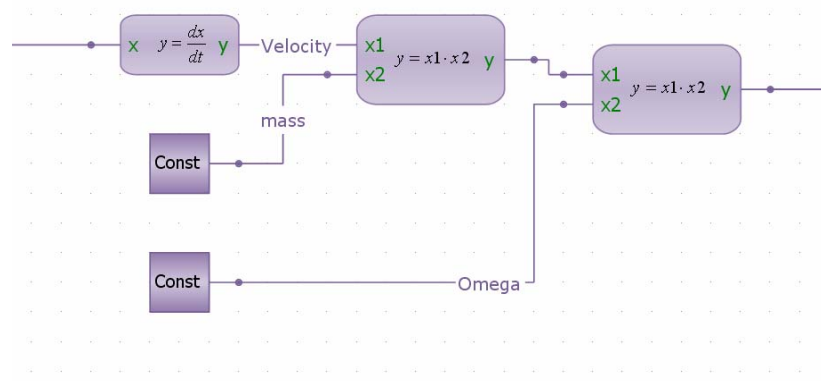 x y = dx/dt y
Velocity
x1
x2
y = x1· x2 y
mass
Const
x1
x2
y = x1· x2 y
Const
Omega